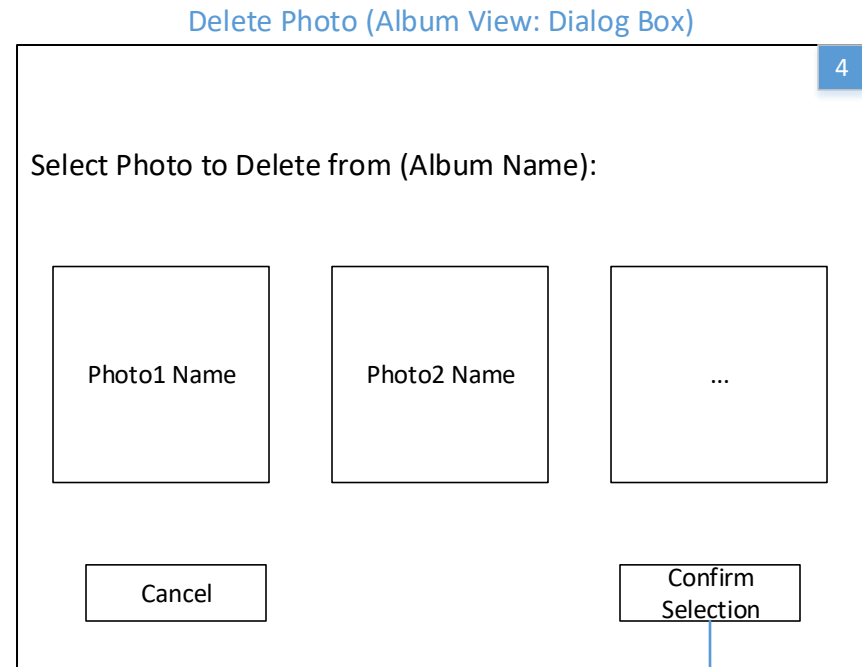 Delete Photo (Album View: Dialog Box)
4
Select Photo to Delete from (Album Name):
Photo1 Name
Photo2 Name
...
Cancel
Confirm
Selection